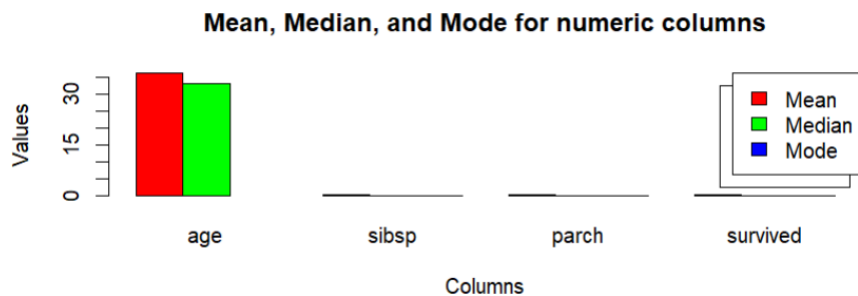 Mean, Median, and Mode for numeric columns
Values
30
15
0
Mean
Median
Mode
age sibsp parch survived
Columns